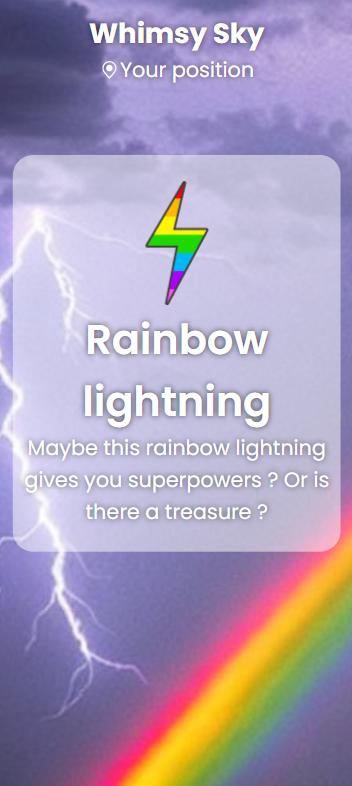 Whimsy Sky
Your position
Rainbow
lightning
Maybe this rainbow lightning
gives you superpowers ? Or is
there a treasure ?